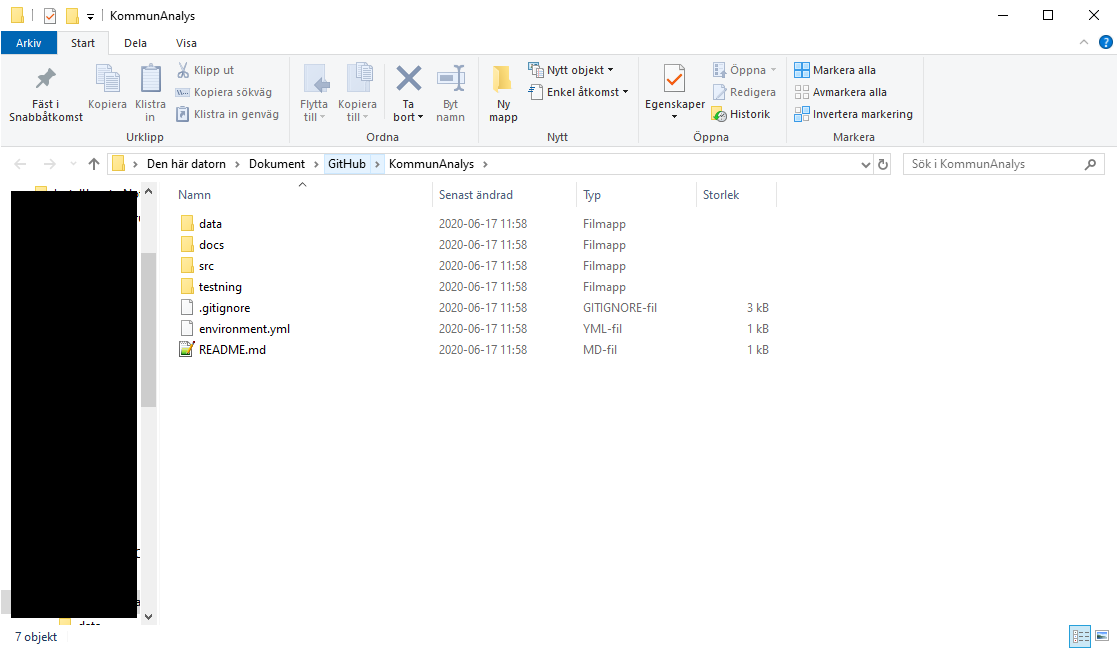 KommunAnalys
Arkiv Start Dela Visa
Fäst i Snabbåtkomst
Kopiera
Klistra in
Klipp ut
Kopiera sökväg
Klistra in genväg
Urklipp
Flytta till
Kopiera till
Ta bort
Byt namn
Ordna
Ny mapp
Nytt objekt
Enkel åtkomst
Nytt
Egenskaper
Öppna
Redigera
Historik
Öppna
Markera alla
Avmarkera alla
Invertera markering
Markera
Den här datorn > Dokument > GitHub > KommunAnalys >
Sök i KommunAnalys
Namn Senast ändrad Typ Storlek
data 2020-06-17 11:58 Filmapp
docs 2020-06-17 11:58 Filmapp
src 2020-06-17 11:58 Filmapp
testning 2020-06-17 11:58 Filmapp
.gitignore 2020-06-17 11:58 GITIGNORE-fil 3 kB
environment.yml 2020-06-17 11:58 YML-fil 1 kB
README.md 2020-06-17 11:58 MD-fil 1 kB
7 objekt